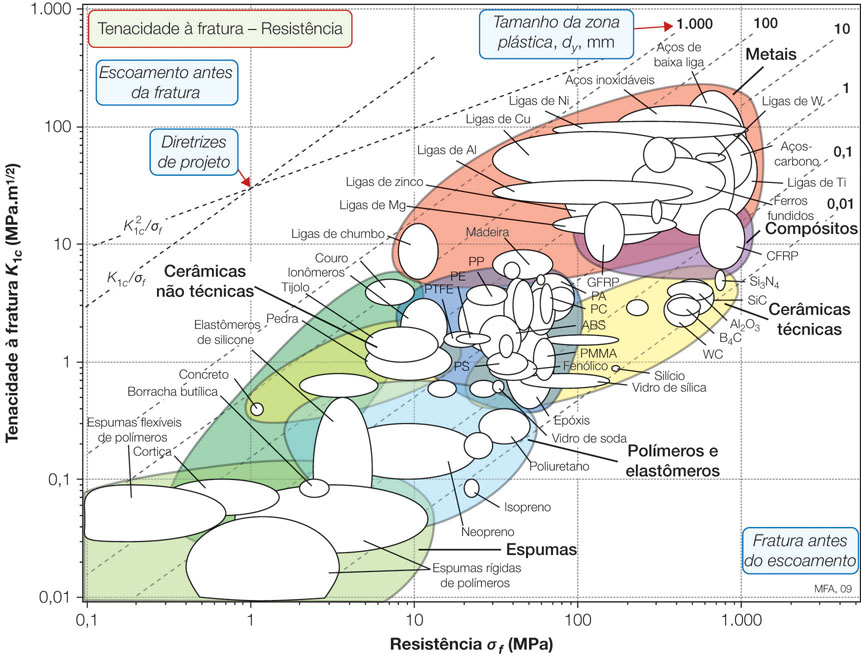 Tenacidade à fratura – Resistência
Tamanho da zona
plástica, dy, mm
1.000
100
10
1
0,1
0,01
Escoamento antes
da fratura
Diretrizes
de projeto
K²1c/σf
K1c/σf
Aços de
baixa liga
Metais
Aços inoxidáveis
Ligas de Ni
Ligas de W
Ligas de Cu
Ligas de Al
Aços-
carbono
Ligas de zinco
Ligas de Ti
Ligas de Mg
Ferros
fundidos
Ligas de chumbo
Madeira
Compósitos
CFRP
GFRP
Couro
Ionômeros
Cerâmicas
não técnicas
Tijolo
Pedra
PP
PE
PTFE
PA
PC
ABS
PS
PMMA
Fenólico
Si3N4
SiC
Cerâmicas
técnicas
Al2O3
B4C
WC
Silício
Vidro de sílica
Elastômeros
de silicone
Concreto
Borracha butílica
Epóxis
Vidro de soda
Polímeros e
elastômeros
Poliuretano
Espumas flexíveis
de polímeros
Cortiça
Isopreno
Neopreno
Espumas
Espumas rígidas
de polímeros
Fratura antes
do escoamento
MFA, 09
Tenacidade à fratura K1c (MPa.m1/2)
1.000
100
10
1
0,1
0,01
0,1
1
10
100
1.000
Resistência σf (MPa)